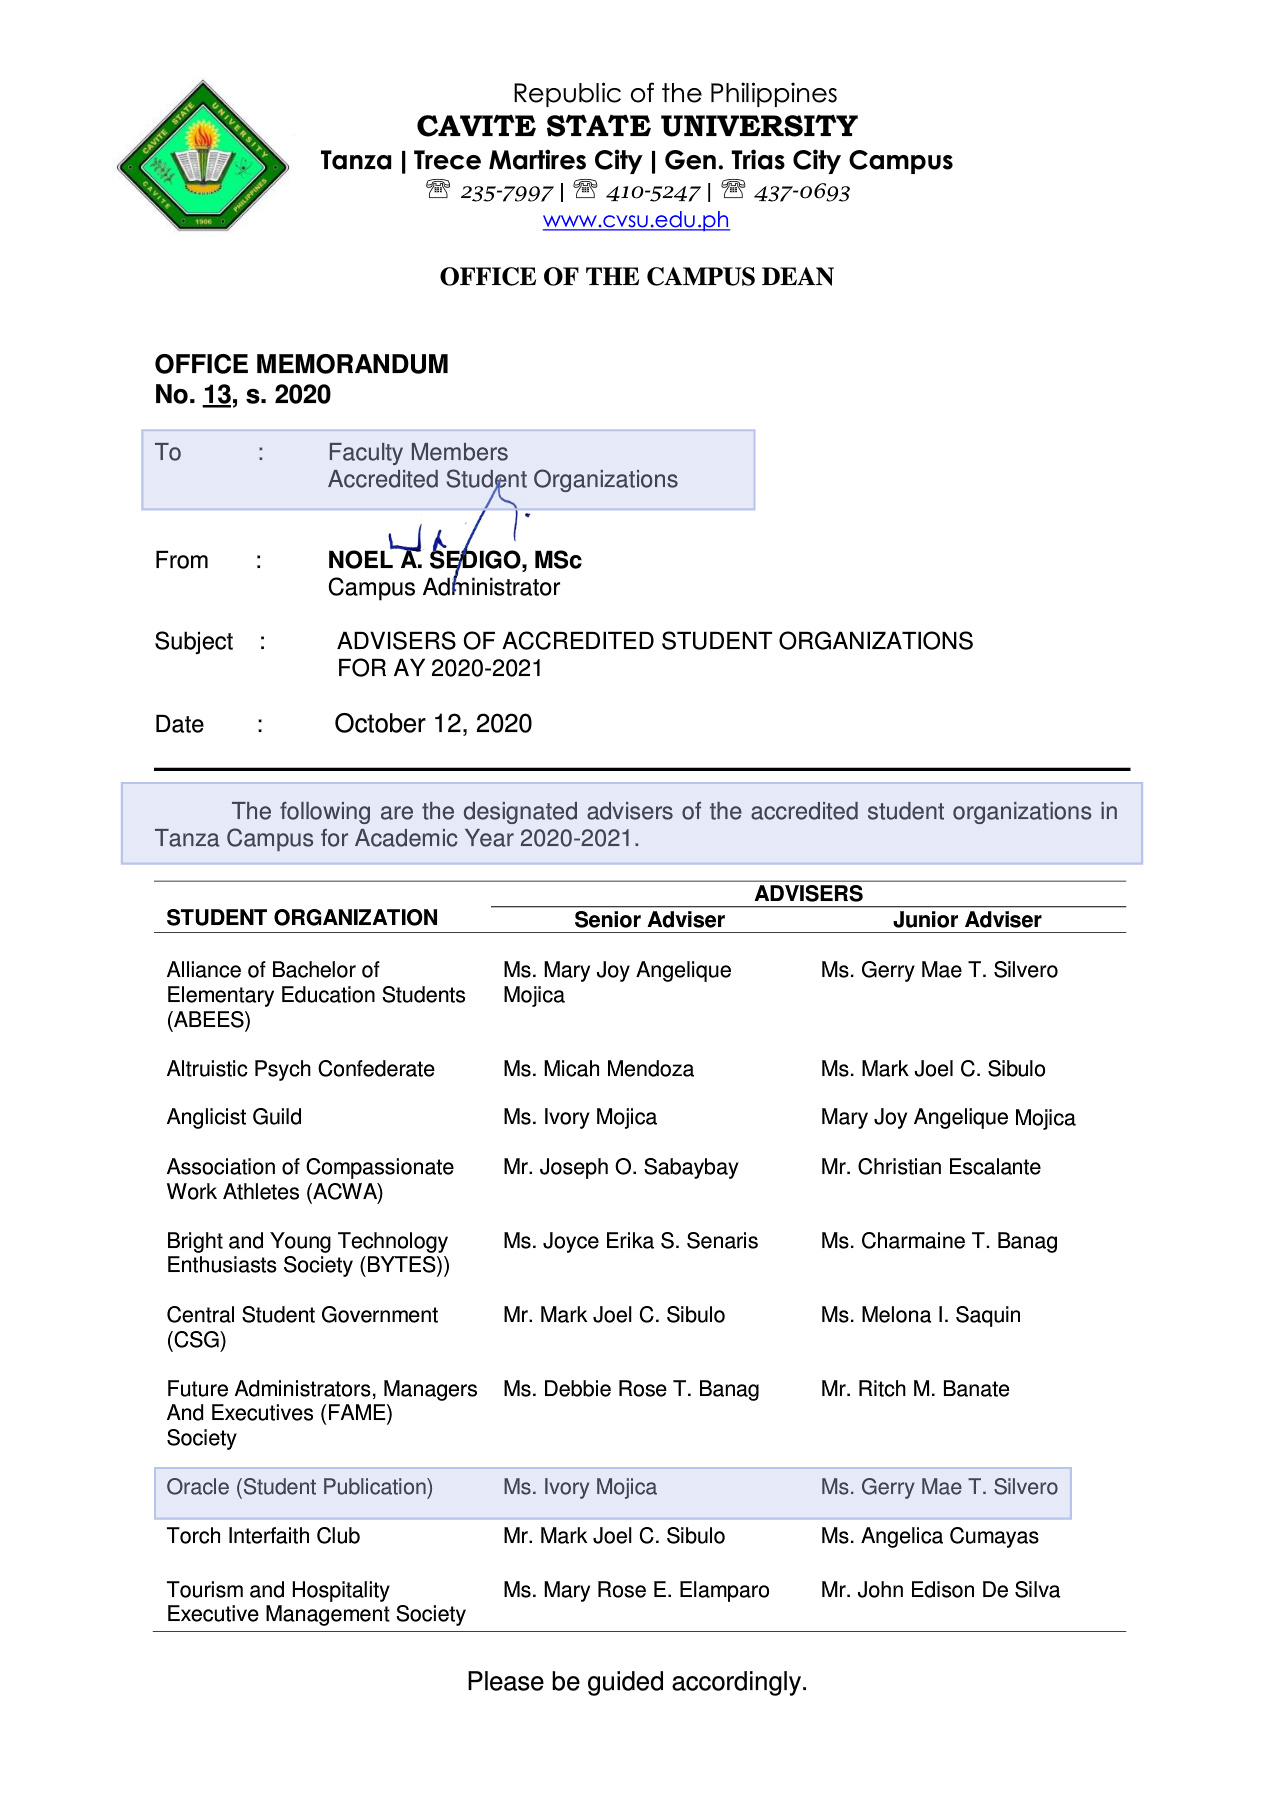 Republic of the Philippines
CAVITE STATE UNIVERSITY
Tanza | Trece Martires City | Gen. Trias City Campus
☏ 235-7997 | ☏ 410-5247 | ☏ 437-0693
www.cvsu.edu.ph
CAVITE STATE UNIVERSITY
CAVITE PHILIPPINES
1906
OFFICE OF THE CAMPUS DEAN
OFFICE MEMORANDUM
No. 13, s. 2020
To : Faculty Members
Accredited Student Organizations
From : NOEL A. SEDIGO, MSc
Campus Administrator
Subject : ADVISERS OF ACCREDITED STUDENT ORGANIZATIONS
FOR AY 2020-2021
Date : October 12, 2020
The following are the designated advisers of the accredited student organizations in
Tanza Campus for Academic Year 2020-2021.
ADVISERS
STUDENT ORGANIZATION Senior Adviser Junior Adviser
Alliance of Bachelor of Ms. Mary Joy Angelique Ms. Gerry Mae T. Silvero
Elementary Education Students Mojica
(ABEES)
Altruistic Psych Confederate Ms. Micah Mendoza Ms. Mark Joel C. Sibulo
Anglicist Guild Ms. Ivory Mojica Mary Joy Angelique Mojica
Association of Compassionate Mr. Joseph O. Sabaybay Mr. Christian Escalante
Work Athletes (ACWA)
Bright and Young Technology Ms. Joyce Erika S. Senaris Ms. Charmaine T. Banag
Enthusiasts Society (BYTES))
Central Student Government Mr. Mark Joel C. Sibulo Ms. Melona I. Saquin
(CSG)
Future Administrators, Managers Ms. Debbie Rose T. Banag Mr. Ritch M. Banate
And Executives (FAME)
Society
Oracle (Student Publication) Ms. Ivory Mojica Ms. Gerry Mae T. Silvero
Torch Interfaith Club Mr. Mark Joel C. Sibulo Ms. Angelica Cumayas
Tourism and Hospitality Ms. Mary Rose E. Elamparo Mr. John Edison De Silva
Executive Management Society
Please be guided accordingly.